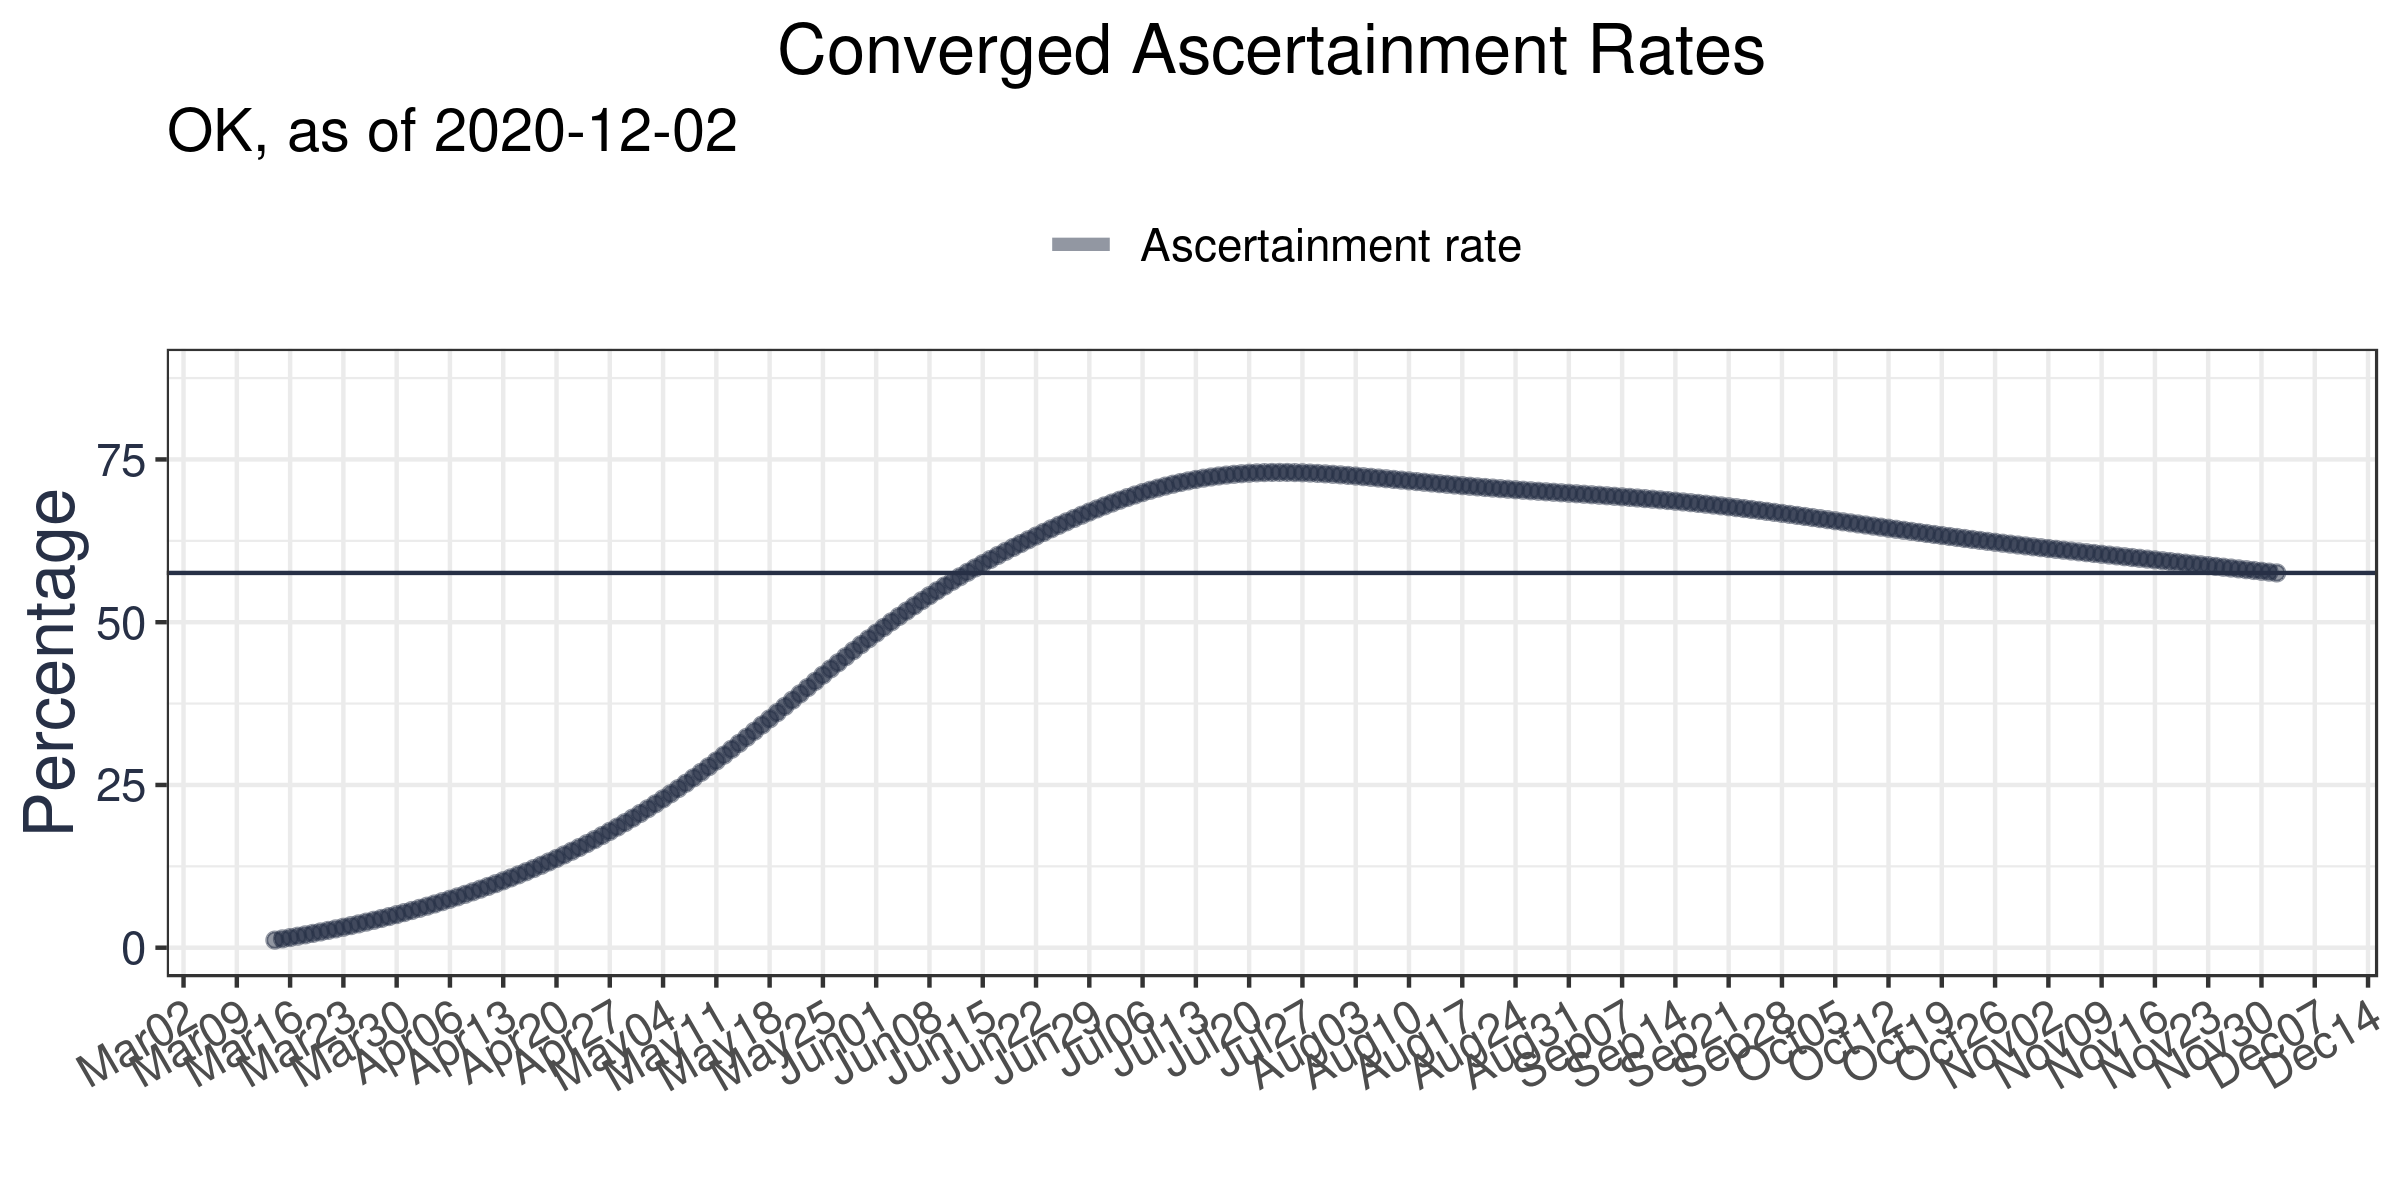 Converged Ascertainment Rates
OK, as of 2020-12-02
Ascertainment rate
Percentage
75
50
25
0
Mar02 Mar09 Mar16 Mar23 Mar30 Apr06 Apr13 Apr20 Apr27 May04 May11 May18 May25 Jun01 Jun08 Jun15 Jun22 Jun29 Jul06 Jul13 Jul20 Jul27 Aug03 Aug10 Aug17 Aug24 Aug31 Sep07 Sep14 Sep21 Sep28 Oct05 Oct12 Oct19 Oct26 Nov02 Nov09 Nov16 Nov23 Nov30 Dec07 Dec14